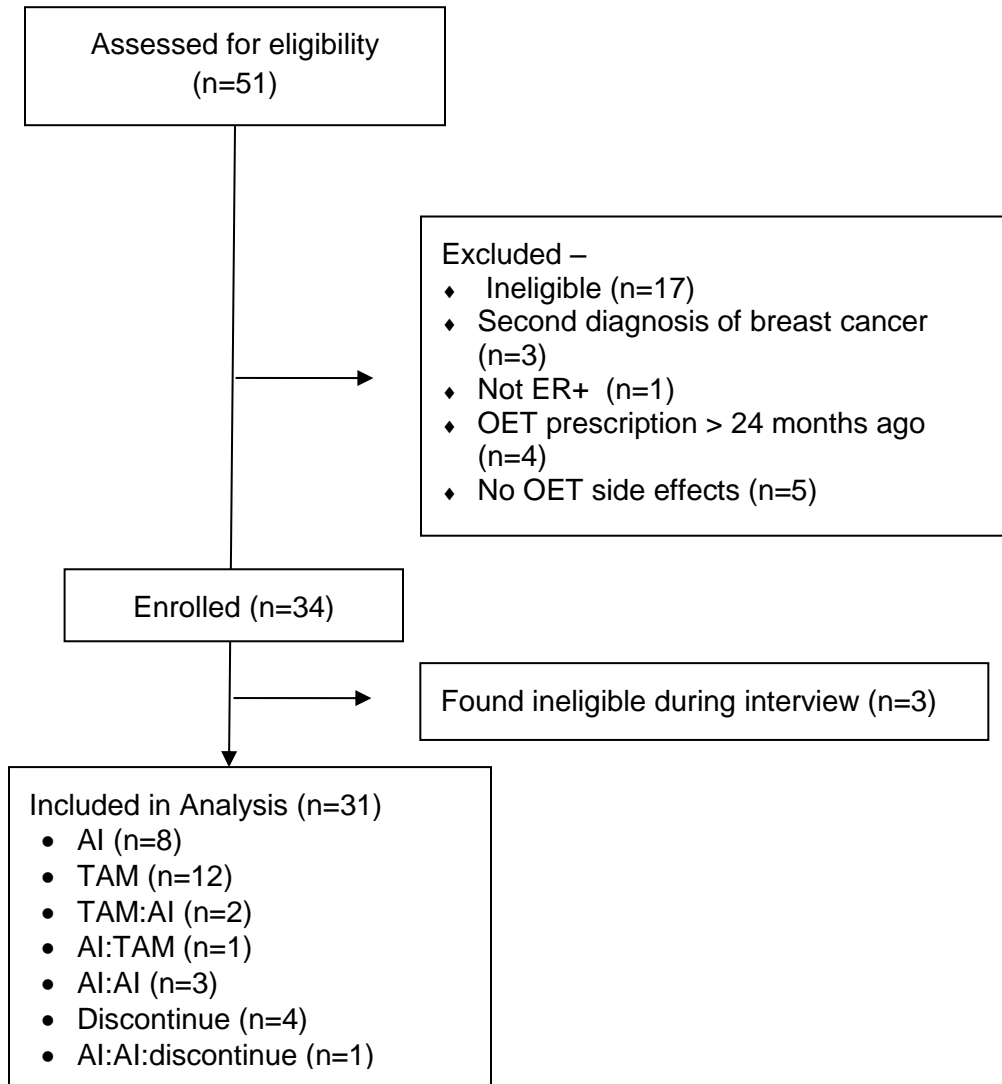 Assessed for eligibility
(n=51)
Excluded –
♦ Ineligible (n=17)
♦ Second diagnosis of breast cancer
(n=3)
♦ Not ER+ (n=1)
♦ OET prescription > 24 months ago
(n=4)
♦ No OET side effects (n=5)
Enrolled (n=34)
Found ineligible during interview (n=3)
Included in Analysis (n=31)
• AI (n=8)
• TAM (n=12)
• TAM:AI (n=2)
• AI:TAM (n=1)
• AI:AI (n=3)
• Discontinue (n=4)
• AI:AI:discontinue (n=1)